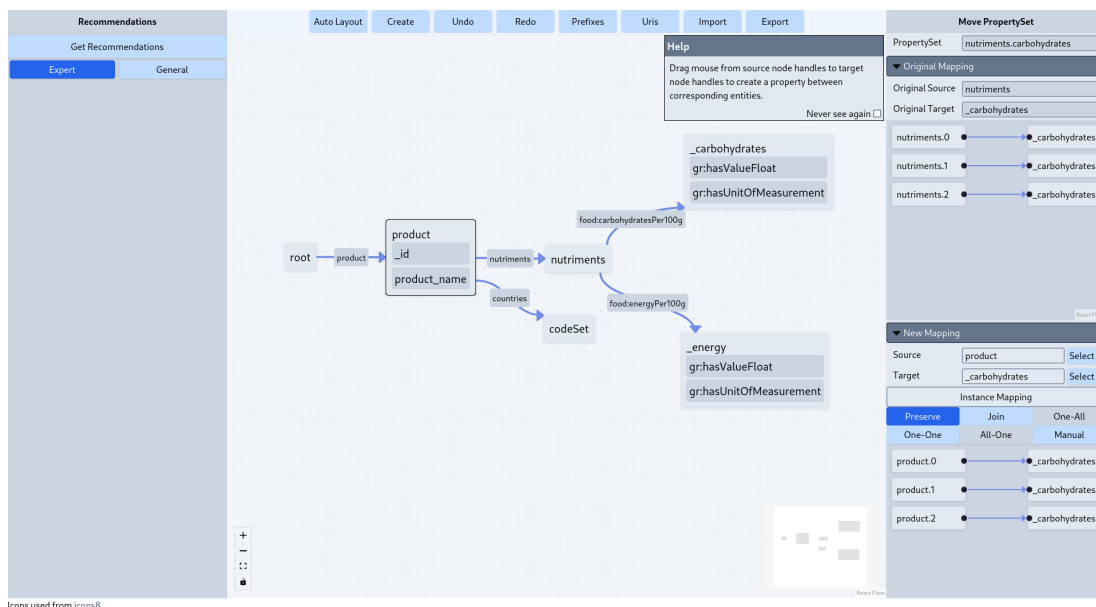 Recommendations
Get Recommendations
Expert General
Auto Layout Create Undo Redo Prefixes Uris Import Export
Help
Drag mouse from source node handles to target
node handles to create a property between
corresponding entities.
Never see again
root
product
product
_id
product_name
nutriments
countries
nutriments
codeSet
food:carbohydratesPer100g
food:energyPer100g
_carbohydrates
gr:hasValueFloat
gr:hasUnitOfMeasurement
_energy
gr:hasValueFloat
gr:hasUnitOfMeasurement
React Flow
Move PropertySet
PropertySet nutriments.carbohydrates
Original Mapping
Original Source nutriments
Original Target _carbohydrates
nutriments.0 _carbohydrates
nutriments.1 _carbohydrates
nutriments.2 _carbohydrates
React Fl
New Mapping
Source product Select
Target _carbohydrates Select
Instance Mapping
Preserve Join One-All
One-One All-One Manual
product.0 _carbohydrates
product.1 _carbohydrates
product.2 _carbohydrates
Icons used from icons8